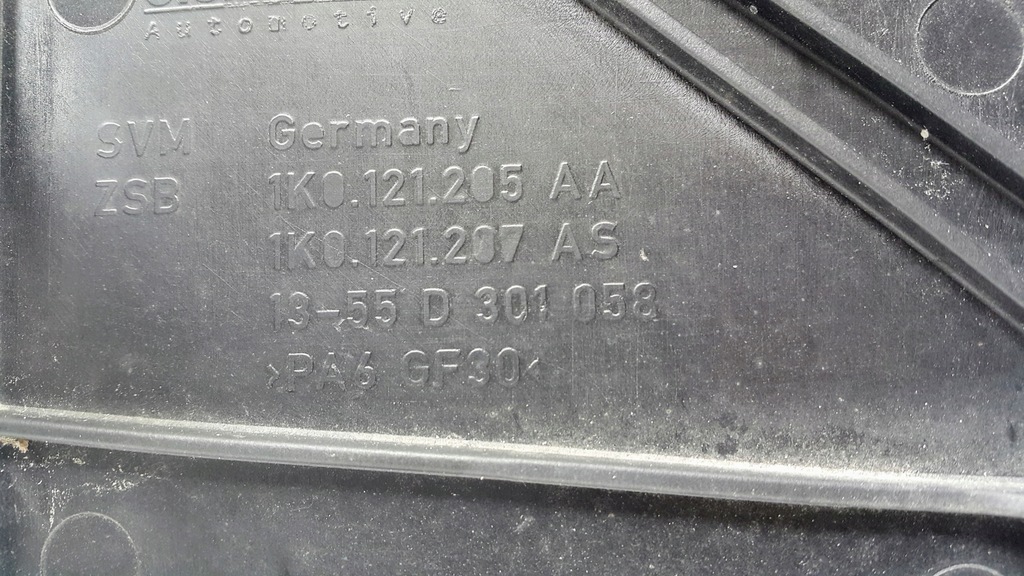 Automotive
SVM Germany
ZSB 1K0.121.205 AA
1K0.121.207 AS
13-55 D 301 058
>PA6 GF30<